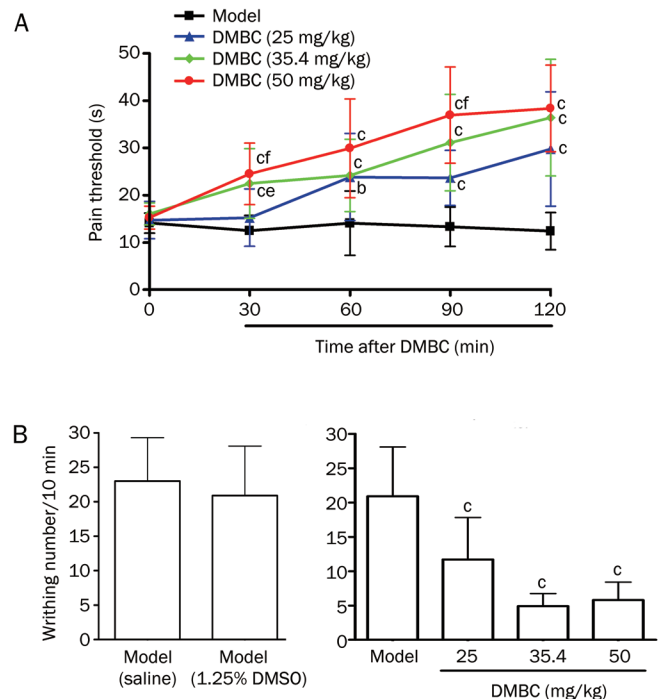 A
Model
DMBC (25 mg/kg)
DMBC (35.4 mg/kg)
DMBC (50 mg/kg)
Pain threshold (s)
50
40
30
20
10
0
cf
ce
c
c
b
cf
c
c
c
c
c
0 30 60 90 120
Time after DMBC (min)
B
Writhing number/10 min
30
25
20
15
10
5
0
Model
(saline)
Model
(1.25% DMSO)
30
25
20
15
10
5
0
c
c
c
Model 25 35.4 50
DMBC (mg/kg)